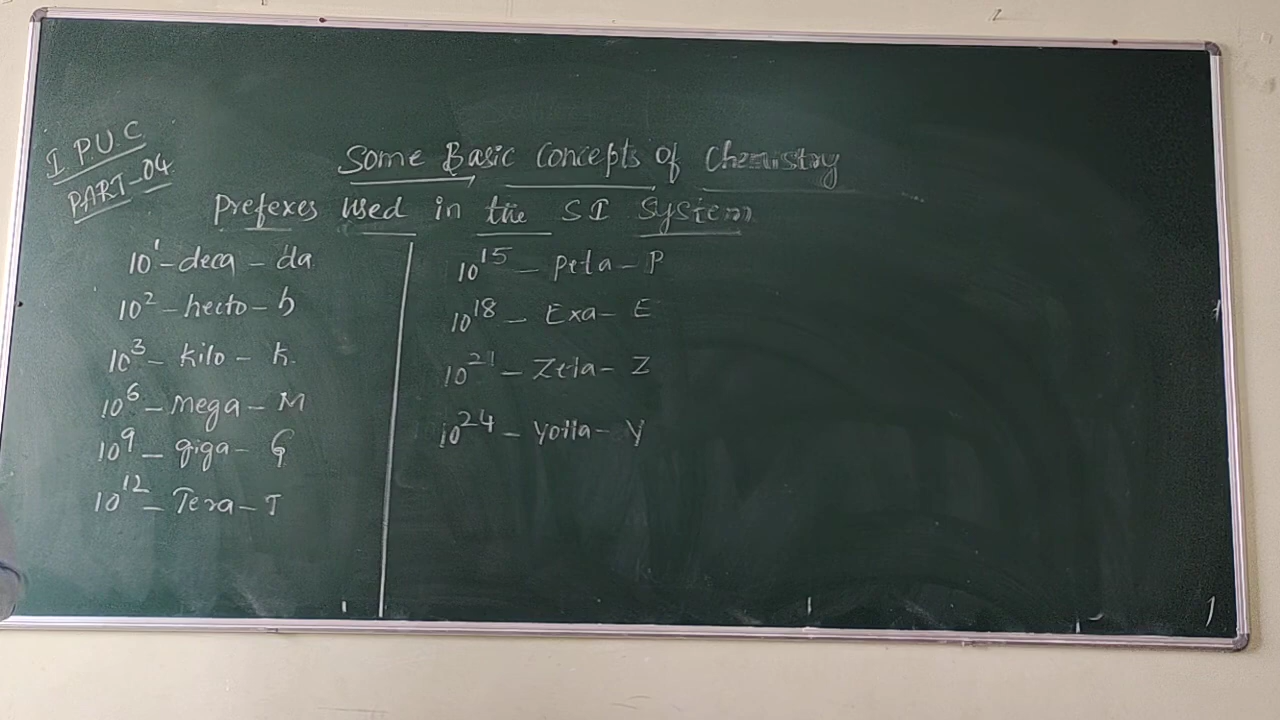 I P.U.C
PART-04
Some Basic Concepts of Chemistry
Prefexes used in the SI System
10¹ - deca - da
10² - hecto - h
10³ - kilo - k
10⁶ - Mega - M
10⁹ - giga - G
10¹² - Tera - T
10¹⁵ - peta - P
10¹⁸ - Exa - E
10²¹ - Zeta - Z
10²⁴ - yotta - y